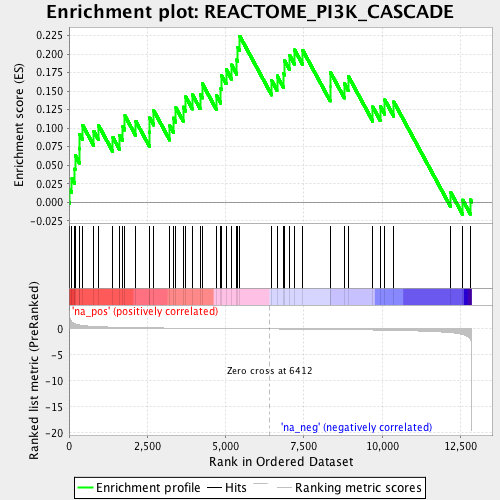 Enrichment plot: REACTOME_PI3K_CASCADE
Enrichment score (ES)
0.225
0.200
0.175
0.150
0.125
0.100
0.075
0.050
0.025
0.000
-0.025
'na_pos' (positively correlated)
Ranked list metric (PreRanked)
0
-5
-10
-15
-20
Zero cross at 6412
'na_neg' (negatively correlated)
0
2,500
5,000
7,500
10,000
12,500
Rank in Ordered Dataset
Enrichment profile
Hits
Ranking metric scores